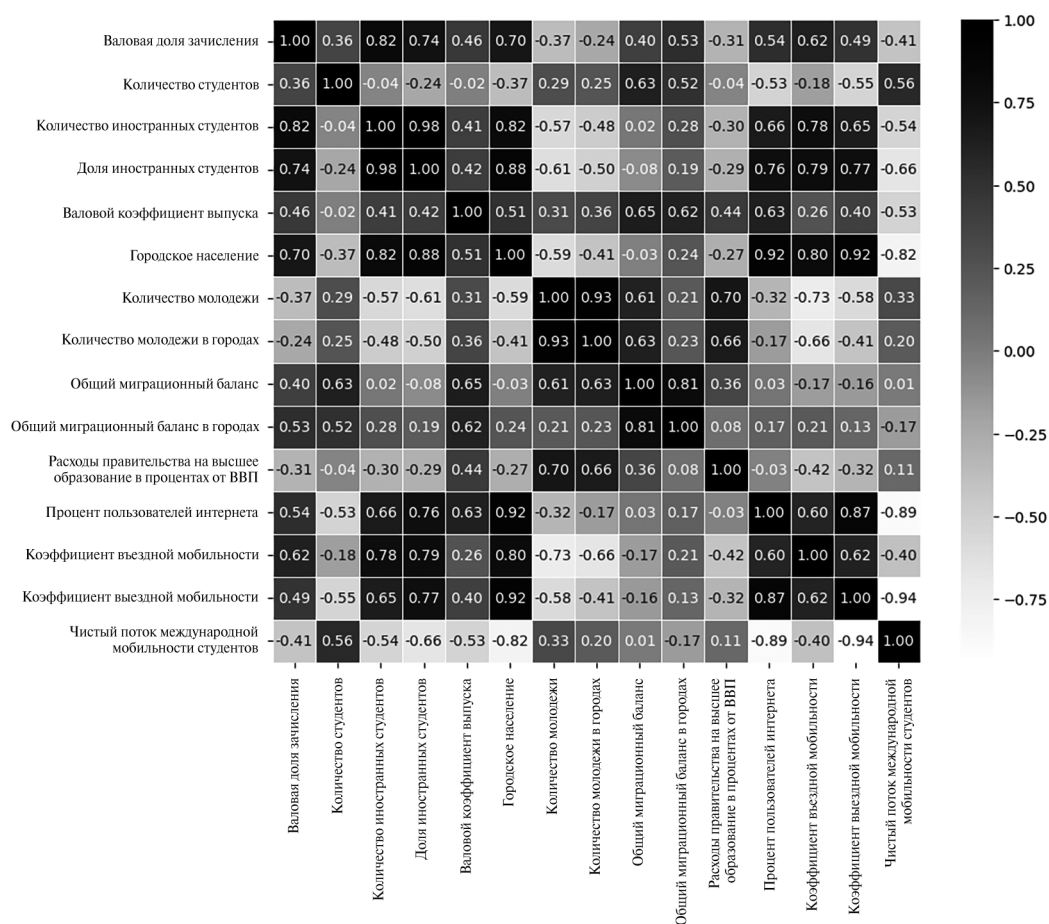 Валовая доля зачисления 1.00 0.36 0.82 0.74 0.46 0.70 -0.37 -0.24 0.40 0.53 -0.31 0.54 0.62 0.49 -0.41
Количество студентов 0.36 1.00 -0.04 -0.24 -0.02 -0.37 0.29 0.25 0.63 0.52 -0.04 -0.53 -0.18 -0.55 0.56
Количество иностранных студентов 0.82 -0.04 1.00 0.98 0.41 0.82 -0.57 -0.48 0.02 0.28 -0.30 0.66 0.78 0.65 -0.54
Доля иностранных студентов 0.74 -0.24 0.98 1.00 0.42 0.88 -0.61 -0.50 -0.08 0.19 -0.29 0.76 0.79 0.77 -0.66
Валовой коэффициент выпуска 0.46 -0.02 0.41 0.42 1.00 0.51 0.31 0.36 0.65 0.62 0.44 0.63 0.26 0.40 -0.53
Городское население 0.70 -0.37 0.82 0.88 0.51 1.00 -0.59 -0.41 -0.03 0.24 -0.27 0.92 0.80 0.92 -0.82
Количество молодежи -0.37 0.29 -0.57 -0.61 0.31 -0.59 1.00 0.93 0.61 0.21 0.70 -0.32 -0.73 -0.58 0.33
Количество молодежи в городах -0.24 0.25 -0.48 -0.50 0.36 -0.41 0.93 1.00 0.63 0.23 0.66 -0.17 -0.66 -0.41 0.20
Общий миграционный баланс 0.40 0.63 0.02 -0.08 0.65 -0.03 0.61 0.63 1.00 0.81 0.36 0.03 -0.17 -0.16 0.01
Общий миграционный баланс в городах 0.53 0.52 0.28 0.19 0.62 0.24 0.21 0.23 0.81 1.00 0.08 0.17 0.21 0.13 -0.17
Расходы правительства на высшее
образование в процентах от ВВП -0.31 -0.04 -0.30 -0.29 0.44 -0.27 0.70 0.66 0.36 0.08 1.00 -0.03 -0.42 -0.32 0.11
Процент пользователей интернета 0.54 -0.53 0.66 0.76 0.63 0.92 -0.32 -0.17 0.03 0.17 -0.03 1.00 0.60 0.87 -0.89
Коэффициент въездной мобильности 0.62 -0.18 0.78 0.79 0.26 0.80 -0.73 -0.66 -0.17 0.21 -0.42 0.60 1.00 0.62 -0.40
Коэффициент выездной мобильности 0.49 -0.55 0.65 0.77 0.40 0.92 -0.58 -0.41 -0.16 0.13 -0.32 0.87 0.62 1.00 -0.94
Чистый поток международной
мобильности студентов -0.41 0.56 -0.54 -0.66 -0.53 -0.82 0.33 0.20 0.01 -0.17 0.11 -0.89 -0.40 -0.94 1.00
Валовая доля зачисления
Количество студентов
Количество иностранных студентов
Доля иностранных студентов
Валовой коэффициент выпуска
Городское население
Количество молодежи
Количество молодежи в городах
Общий миграционный баланс
Общий миграционный баланс в городах
Расходы правительства на высшее
образование в процентах от ВВП
Процент пользователей интернета
Коэффициент въездной мобильности
Коэффициент выездной мобильности
Чистый поток международной
мобильности студентов
1.00
0.75
0.50
0.25
0.00
−0.25
−0.50
−0.75